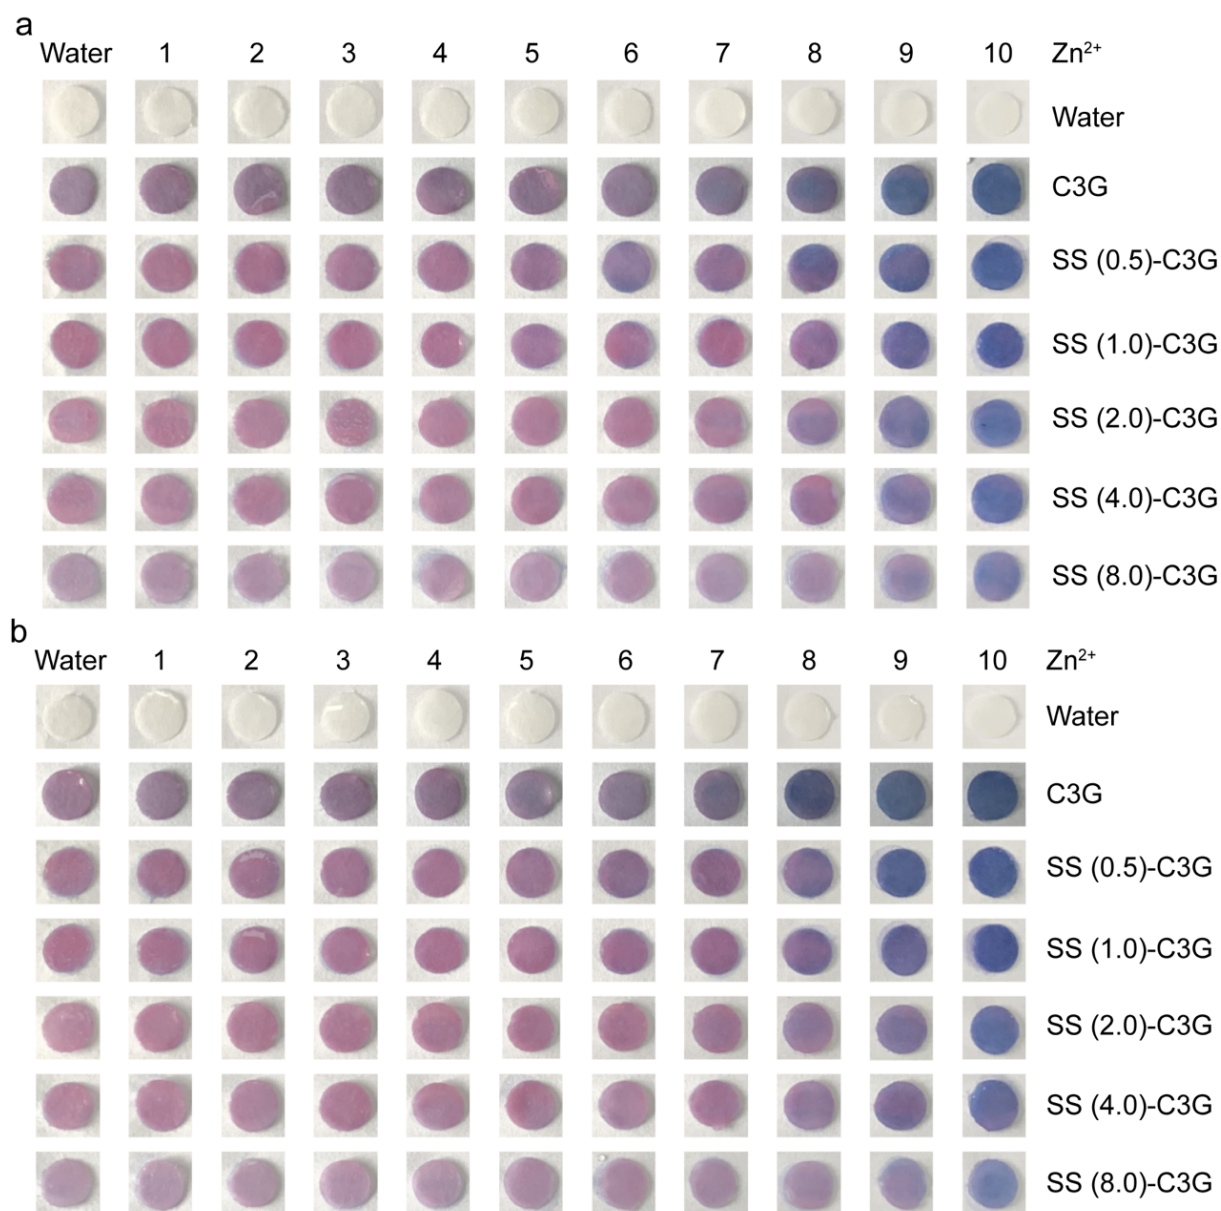 a
Water 1 2 3 4 5 6 7 8 9 10 Zn²⁺
Water
C3G
SS (0.5)-C3G
SS (1.0)-C3G
SS (2.0)-C3G
SS (4.0)-C3G
SS (8.0)-C3G
b
Water 1 2 3 4 5 6 7 8 9 10 Zn²⁺
Water
C3G
SS (0.5)-C3G
SS (1.0)-C3G
SS (2.0)-C3G
SS (4.0)-C3G
SS (8.0)-C3G